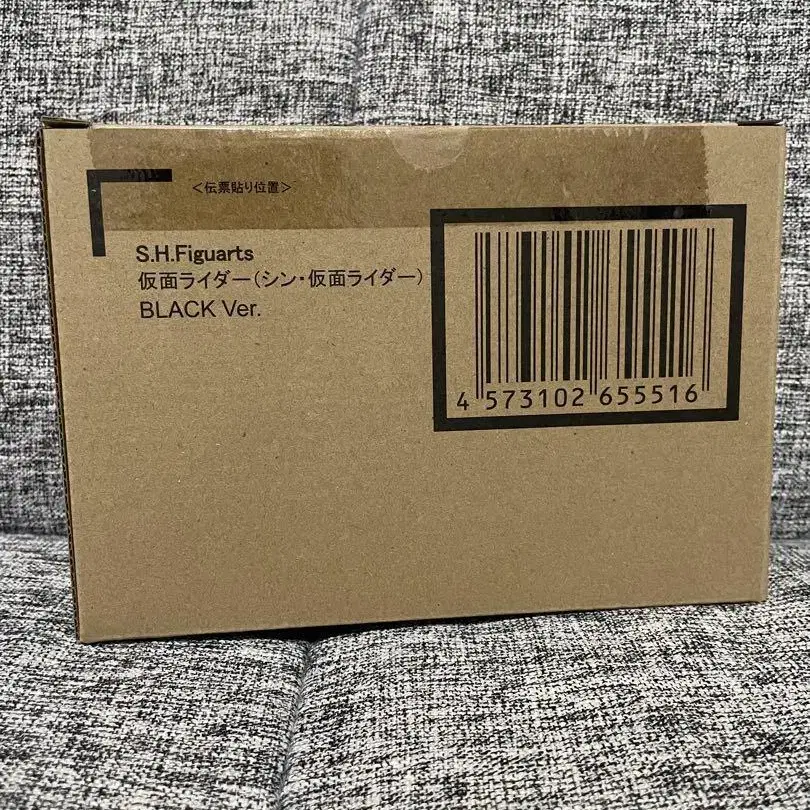 ＜伝票貼り位置＞
S.H.Figuarts
仮面ライダー（シン・仮面ライダー）
BLACK Ver.
4 573102 655516